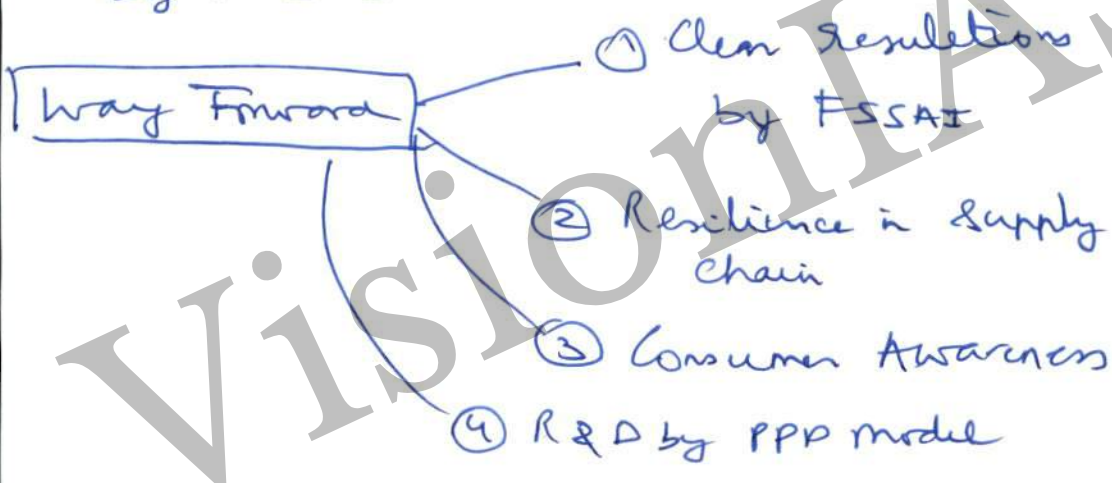 Way Forward
① Clear regulations
by FSSAI
② Resilience in supply
chain
③ Consumer Awareness
④ R&D by PPP model
VisionIA